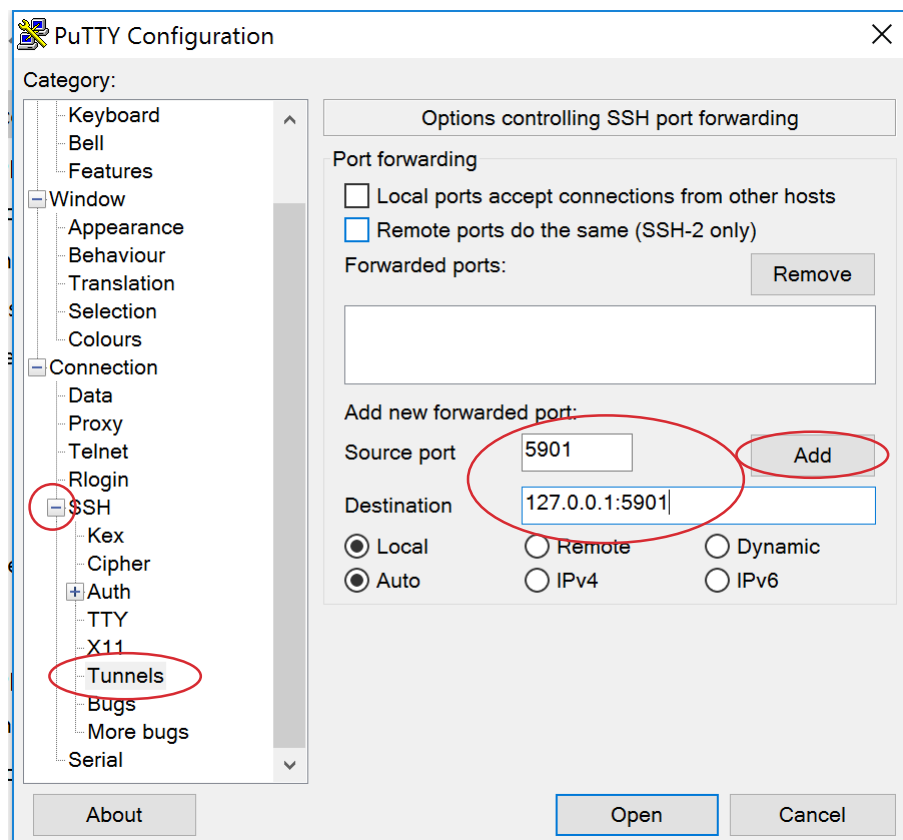 PuTTY Configuration
Category:
Keyboard
Bell
Features
Window
Appearance
Behaviour
Translation
Selection
Colours
Connection
Data
Proxy
Telnet
Rlogin
SSH
Kex
Cipher
Auth
TTY
X11
Tunnels
Bugs
More bugs
Serial
Options controlling SSH port forwarding
Port forwarding
Local ports accept connections from other hosts
Remote ports do the same (SSH-2 only)
Forwarded ports:
Remove
Add new forwarded port:
Source port 5901 Add
Destination 127.0.0.1:5901
Local Remote Dynamic
Auto IPv4 IPv6
About Open Cancel